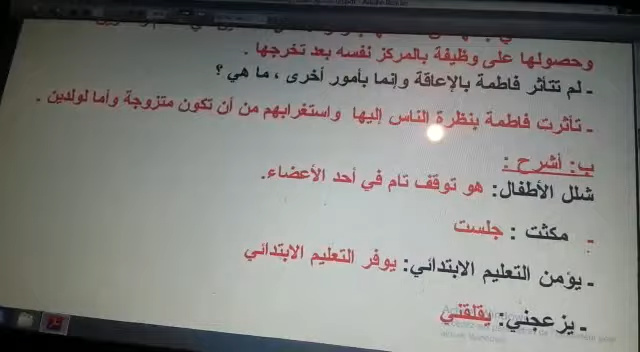 وحصولها على وظيفة بالمركز نفسه بعد تخرجها .
- لم تتأثر فاطمة بالإعاقة وإنما بأمور أخرى ، ما هي ؟
- تأثرت فاطمة بنظرة الناس إليها واستغرابهم من أن تكون متزوجة وأما لولدين .
ب: أشرح :
شلل الأطفال: هو توقف تام في أحد الأعضاء.
- مكثت : جلست
- يؤمن التعليم الابتدائي: يوفر التعليم الابتدائي
- يزعجني: يقلقني